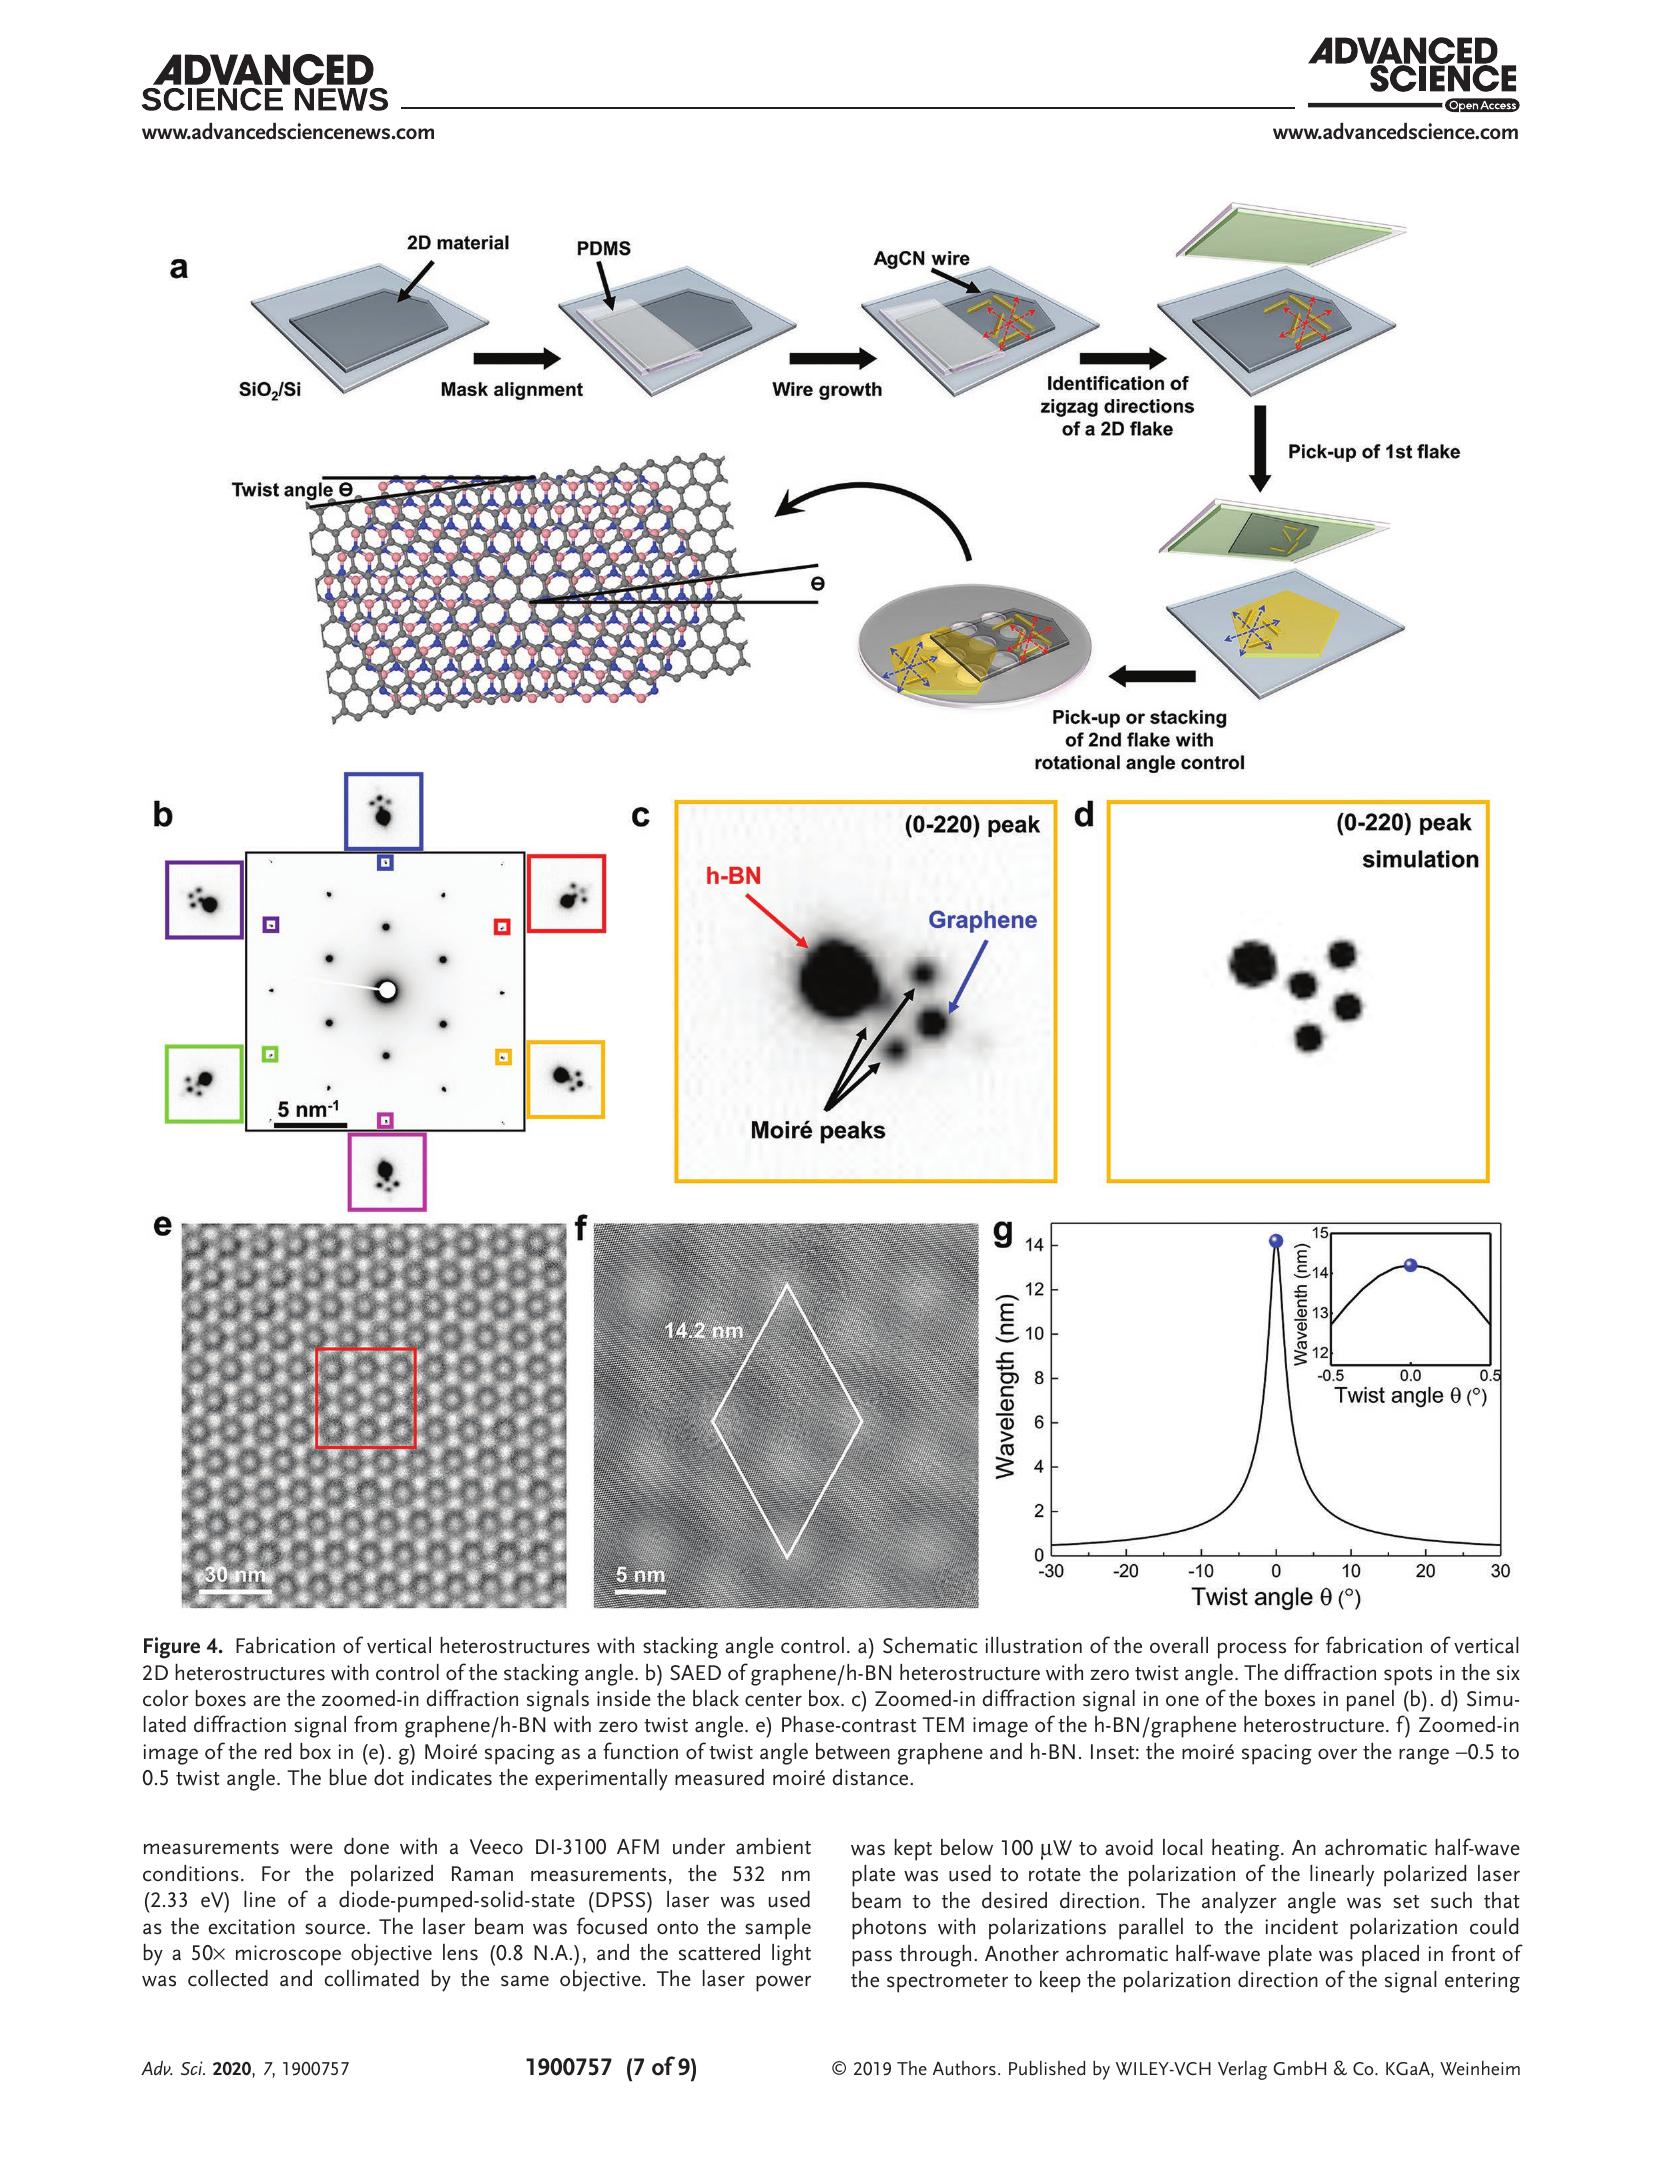 ADVANCED
SCIENCE NEWS
www.advancedsciencenews.com
ADVANCED
SCIENCE
Open Access
www.advancedscience.com
a
2D material
PDMS
AgCN wire
SiO₂/Si
Mask alignment
Wire growth
Identification of
zigzag directions
of a 2D flake
Pick-up of 1st flake
Twist angle Θ
Θ
Pick-up or stacking
of 2nd flake with
rotational angle control
b
5 nm⁻¹
c
(0-220) peak
h-BN
Graphene
Moiré peaks
d
(0-220) peak
simulation
e
30 nm
f
14.2 nm
5 nm
g
Wavelength (nm)
14
12
10
8
6
4
2
0
-30
-20
-10
0
10
20
30
Twist angle θ (°)
Wavelenth (nm)
15
14
13
12
-0.5
0.0
0.5
Twist angle θ (°)
Figure 4. Fabrication of vertical heterostructures with stacking angle control. a) Schematic illustration of the overall process for fabrication of vertical
2D heterostructures with control of the stacking angle. b) SAED of graphene/h-BN heterostructure with zero twist angle. The diffraction spots in the six
color boxes are the zoomed-in diffraction signals inside the black center box. c) Zoomed-in diffraction signal in one of the boxes in panel (b). d) Simu-
lated diffraction signal from graphene/h-BN with zero twist angle. e) Phase-contrast TEM image of the h-BN/graphene heterostructure. f) Zoomed-in
image of the red box in (e). g) Moiré spacing as a function of twist angle between graphene and h-BN. Inset: the moiré spacing over the range –0.5 to
0.5 twist angle. The blue dot indicates the experimentally measured moiré distance.
measurements were done with a Veeco DI-3100 AFM under ambient
conditions. For the polarized Raman measurements, the 532 nm
(2.33 eV) line of a diode-pumped-solid-state (DPSS) laser was used
as the excitation source. The laser beam was focused onto the sample
by a 50× microscope objective lens (0.8 N.A.), and the scattered light
was collected and collimated by the same objective. The laser power
was kept below 100 μW to avoid local heating. An achromatic half-wave
plate was used to rotate the polarization of the linearly polarized laser
beam to the desired direction. The analyzer angle was set such that
photons with polarizations parallel to the incident polarization could
pass through. Another achromatic half-wave plate was placed in front of
the spectrometer to keep the polarization direction of the signal entering
Adv. Sci. 2020, 7, 1900757
1900757 (7 of 9)
© 2019 The Authors. Published by WILEY-VCH Verlag GmbH & Co. KGaA, Weinheim